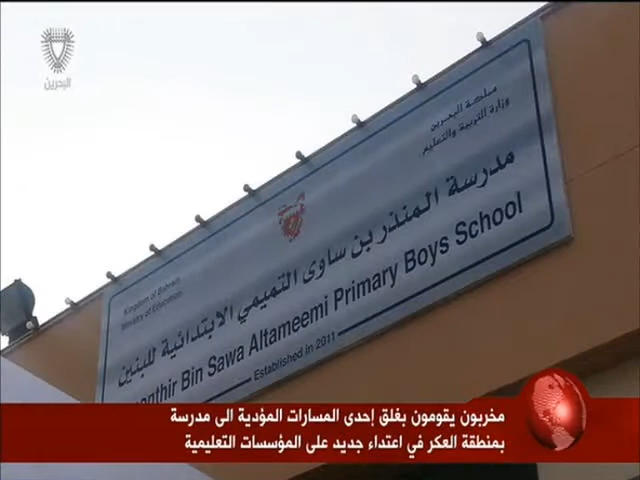 البحرين
مملكة البحرين
وزارة التربية والتعليم
مدرسة المنذر بن ساوى التميمي الابتدائية للبنين
Kingdom of Bahrain
Ministry of Education
Bin Sawa Altameemi Primary Boys School
Established in 2011
مخربون يقومون بغلق إحدى المسارات المؤدية الى مدرسة
بمنطقة العكر في اعتداء جديد على المؤسسات التعليمية